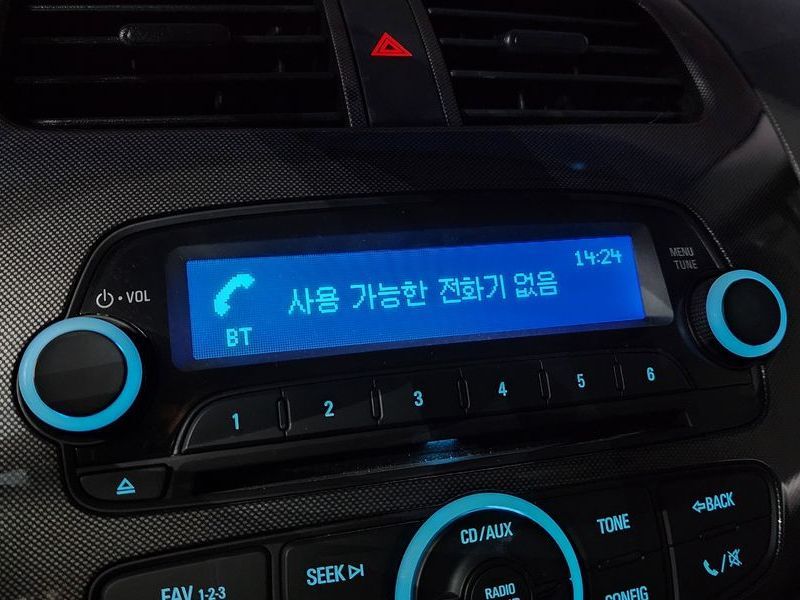 14:24
MENU
TUNE
사용 가능한 전화기 없음
VOL
BT
1 2 3 4 5 6
CD/AUX
TONE
BACK
SEEK
RADIO
FAV 1-2-3
CONFIG